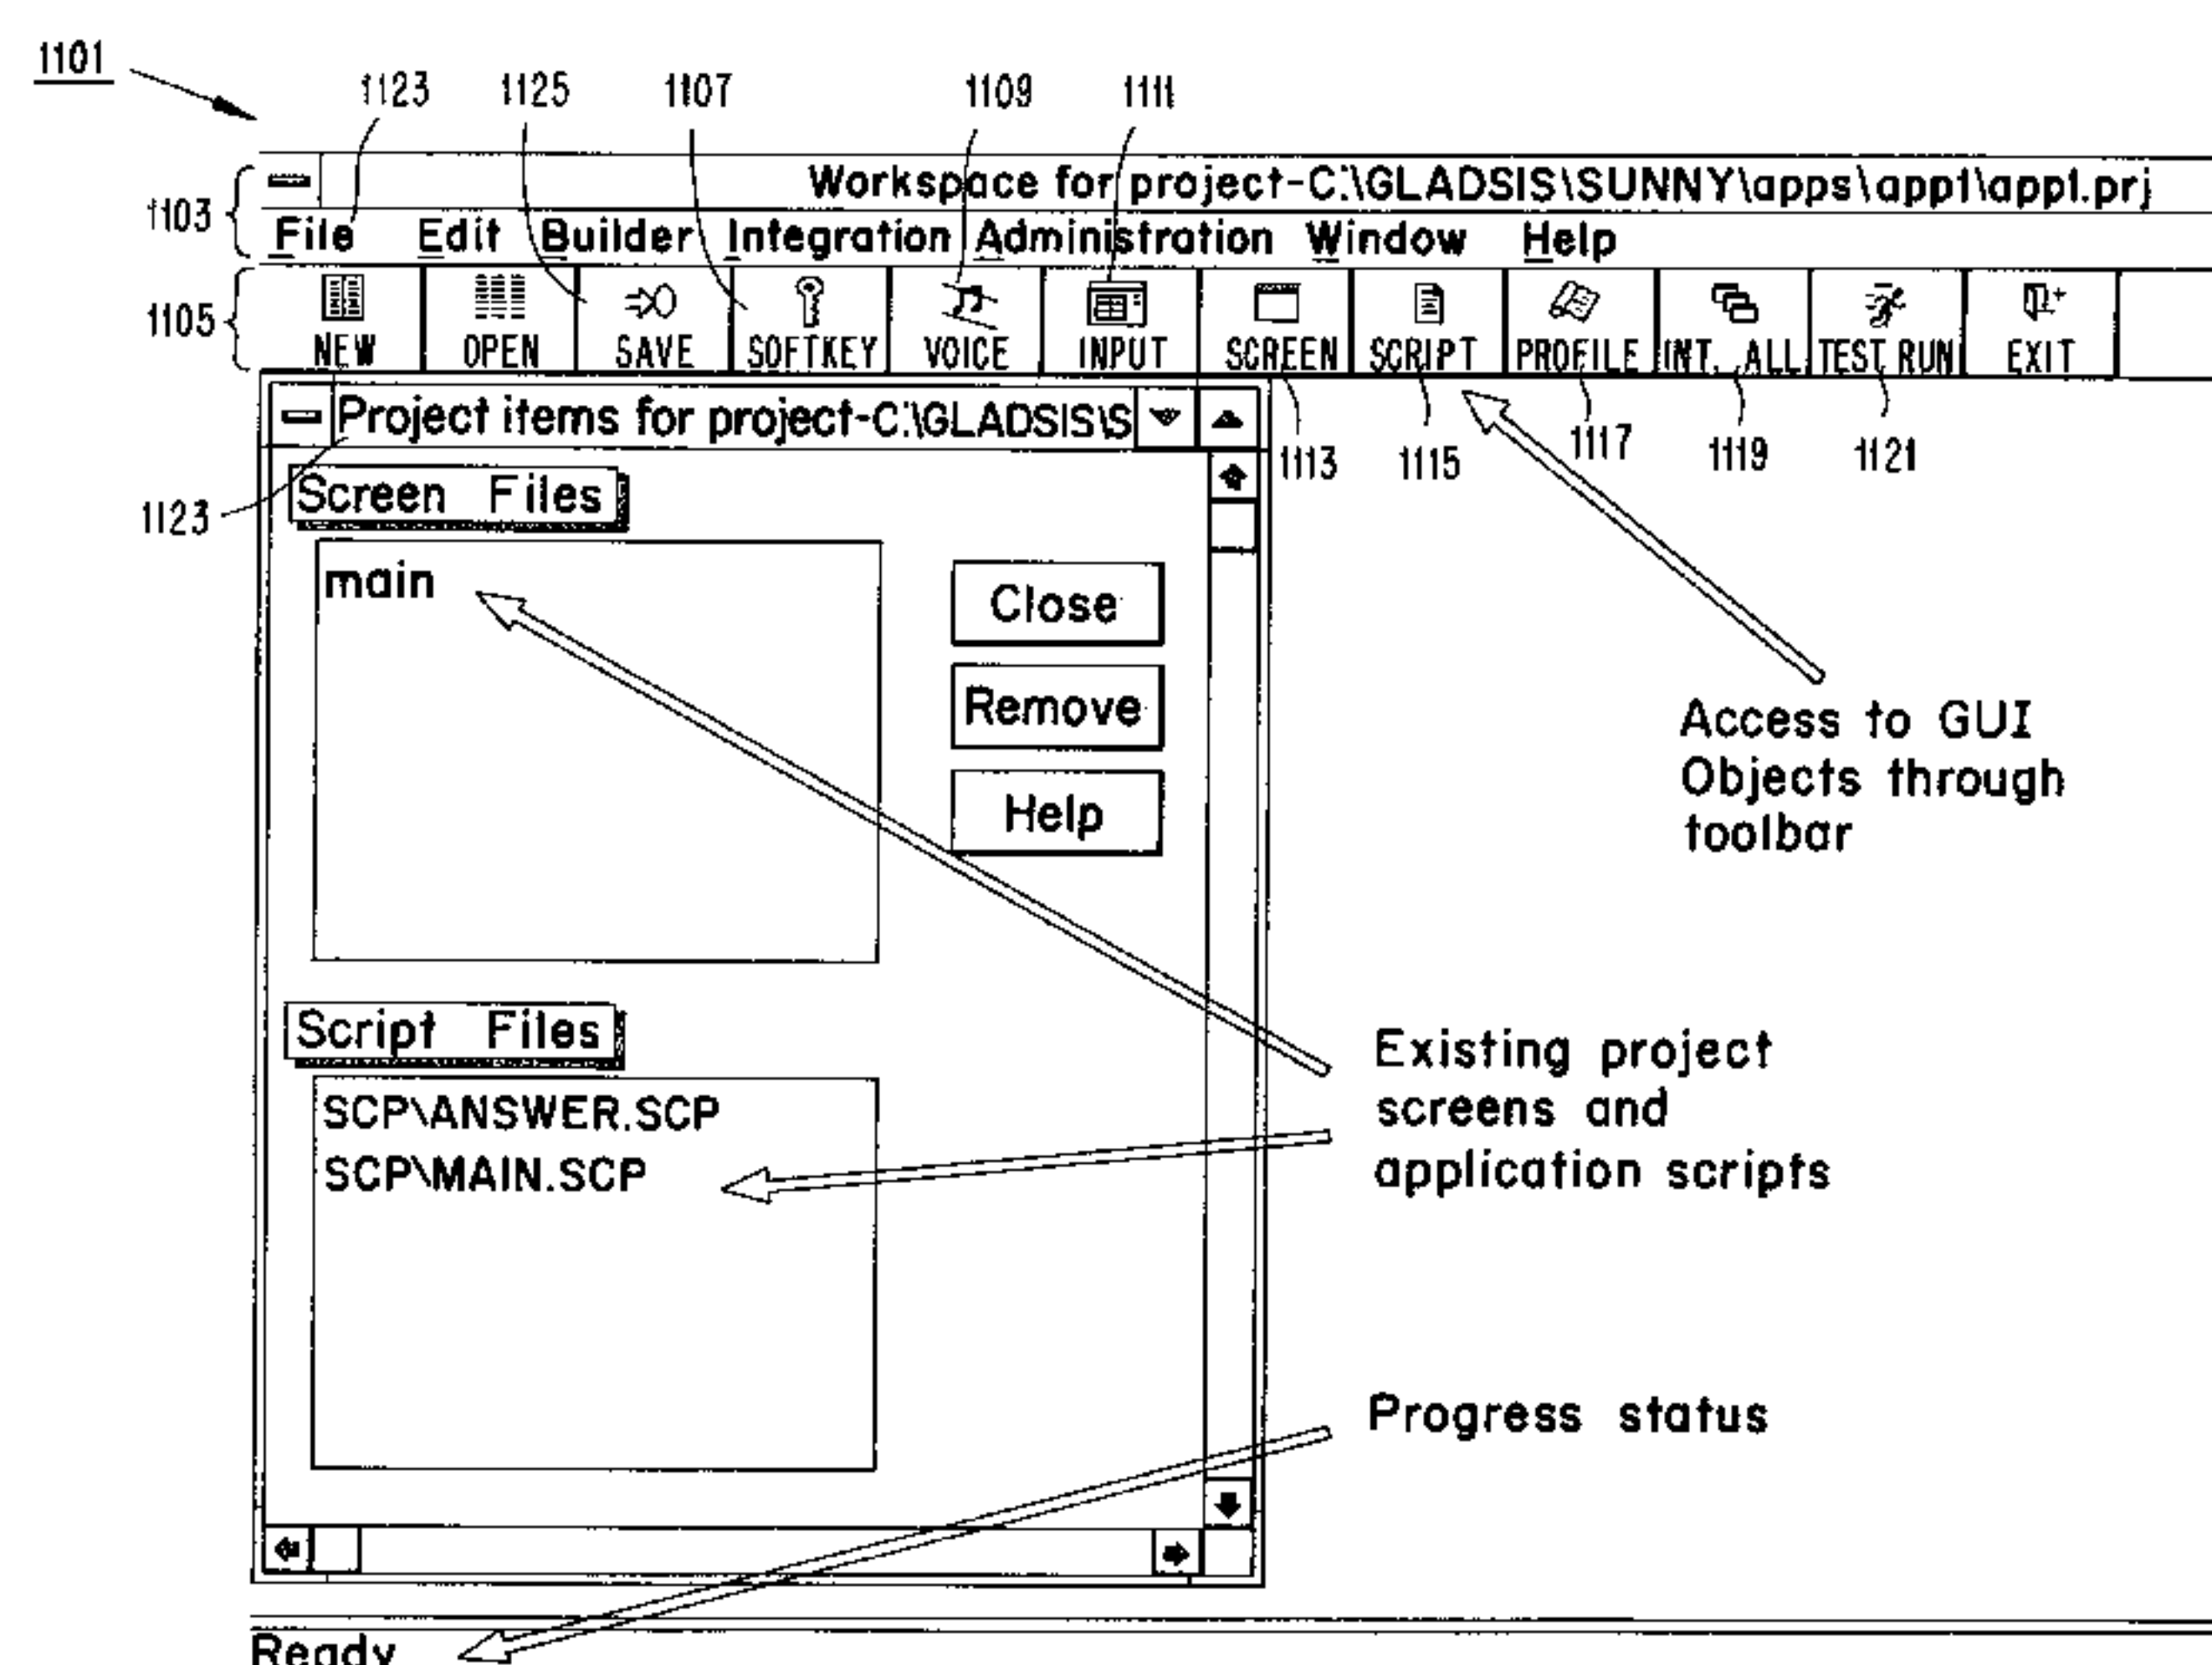 1101
1123 1125 1107 1109 1111
Workspace for project-C:\GLADSIS\SUNNY\apps\app1\app1.prj
1103
File Edit Builder Integration Administration Window Help
1105
NEW OPEN SAVE SOFTKEY VOICE INPUT SCREEN SCRIPT PROFILE INT. ALL TEST RUN EXIT
Project items for project-C:\GLADSIS\S
1113 1115 1117 1119 1121
1123
Screen Files
main
Close
Remove
Help
Access to GUI
Objects through
toolbar
Script Files
SCP\ANSWER.SCP
SCP\MAIN.SCP
Existing project
screens and
application scripts
Progress status
Ready